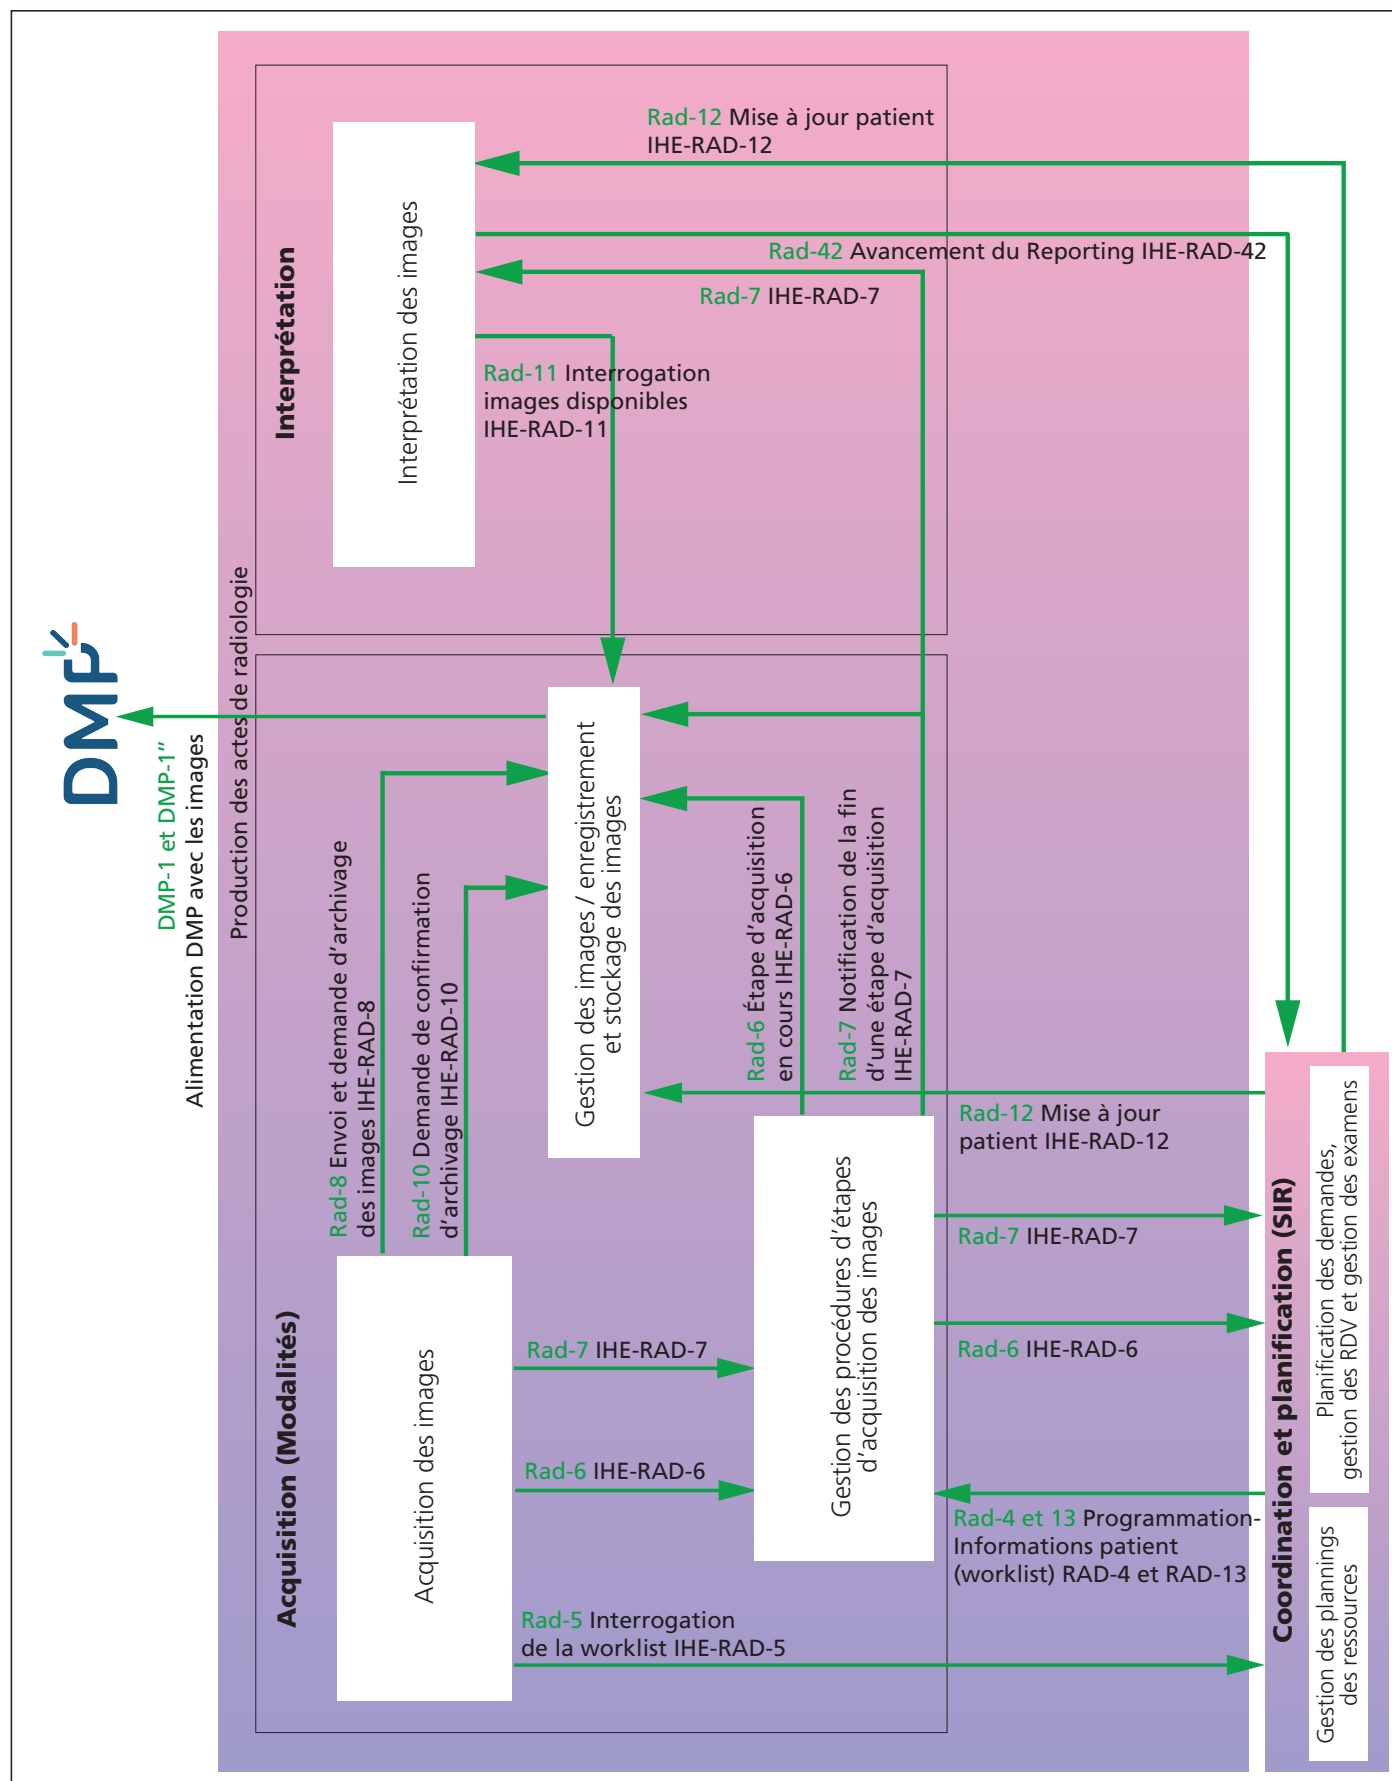 Rad-12 Mise à jour patient
IHE-RAD-12
Interprétation
Interprétation des images
Rad-42 Avancement du Reporting IHE-RAD-42
Rad-7 IHE-RAD-7
Rad-11 Interrogation
images disponibles
IHE-RAD-11
DMP
DMP-1 et DMP-1”
Alimentation DMP avec les images
Production des actes de radiologie
Gestion des images / enregistrement
et stockage des images
Rad-8 Envoi et demande d’archivage
des images IHE-RAD-8
Rad-10 Demande de confirmation
d’archivage IHE-RAD-10
Rad-6 Étape d’acquisition
en cours IHE-RAD-6
Rad-7 Notification de la fin
d’une étape d’acquisition
IHE-RAD-7
Rad-12 Mise à jour
patient IHE-RAD-12
Acquisition (Modalités)
Acquisition des images
Rad-7 IHE-RAD-7
Rad-6 IHE-RAD-6
Gestion des procédures d’étapes
d’acquisition des images
Rad-7 IHE-RAD-7
Rad-6 IHE-RAD-6
Rad-4 et 13 Programmation-
Informations patient
(worklist) RAD-4 et RAD-13
Rad-5 Interrogation
de la worklist IHE-RAD-5
Coordination et planification (SIR)
Planification des demandes,
gestion des RDV et gestion des examens
Gestion des plannings
des ressources